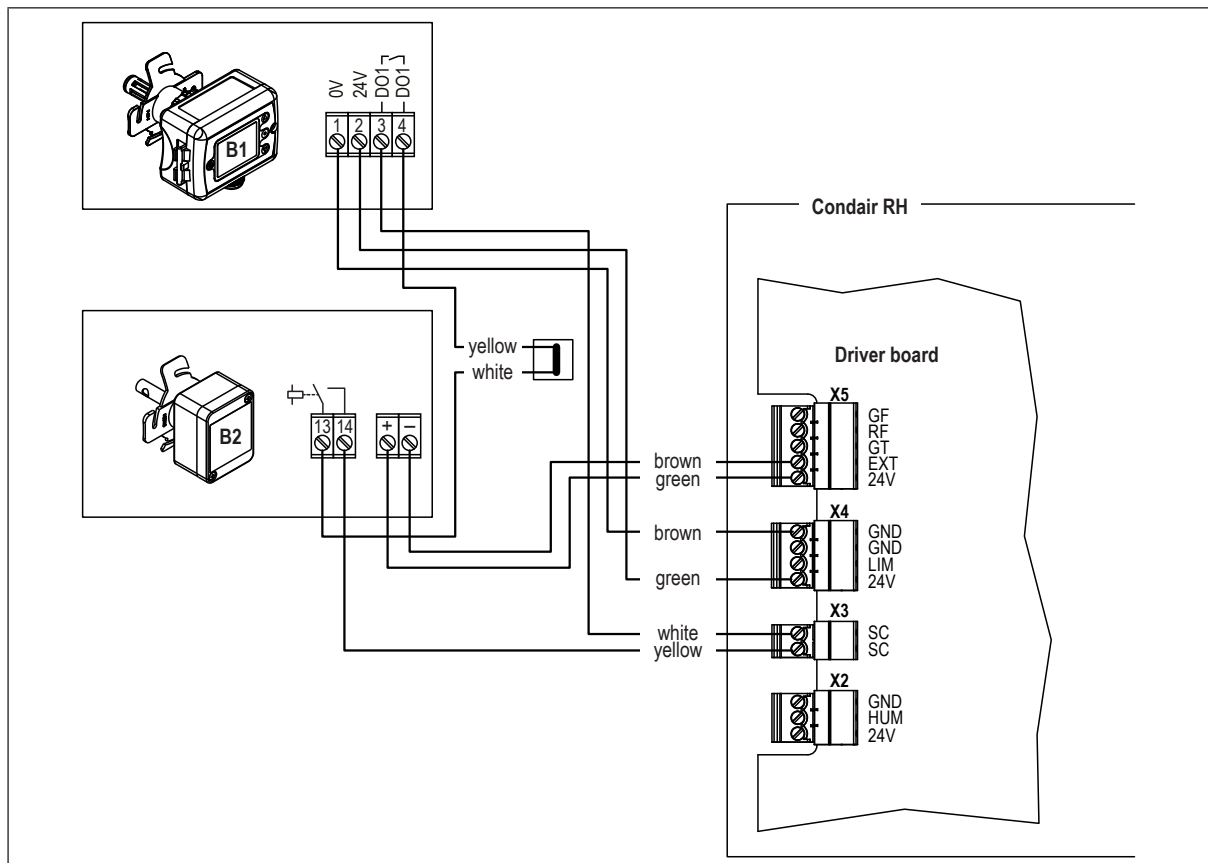 B1
0V
24V
DO1
DO1
1
2
3
4
Condair RH
yellow
white
B2
13
14
+
–
Driver board
X5
GF
RF
GT
brown
EXT
green
24V
X4
brown
GND
GND
LIM
green
24V
X3
white
SC
yellow
SC
X2
GND
HUM
24V